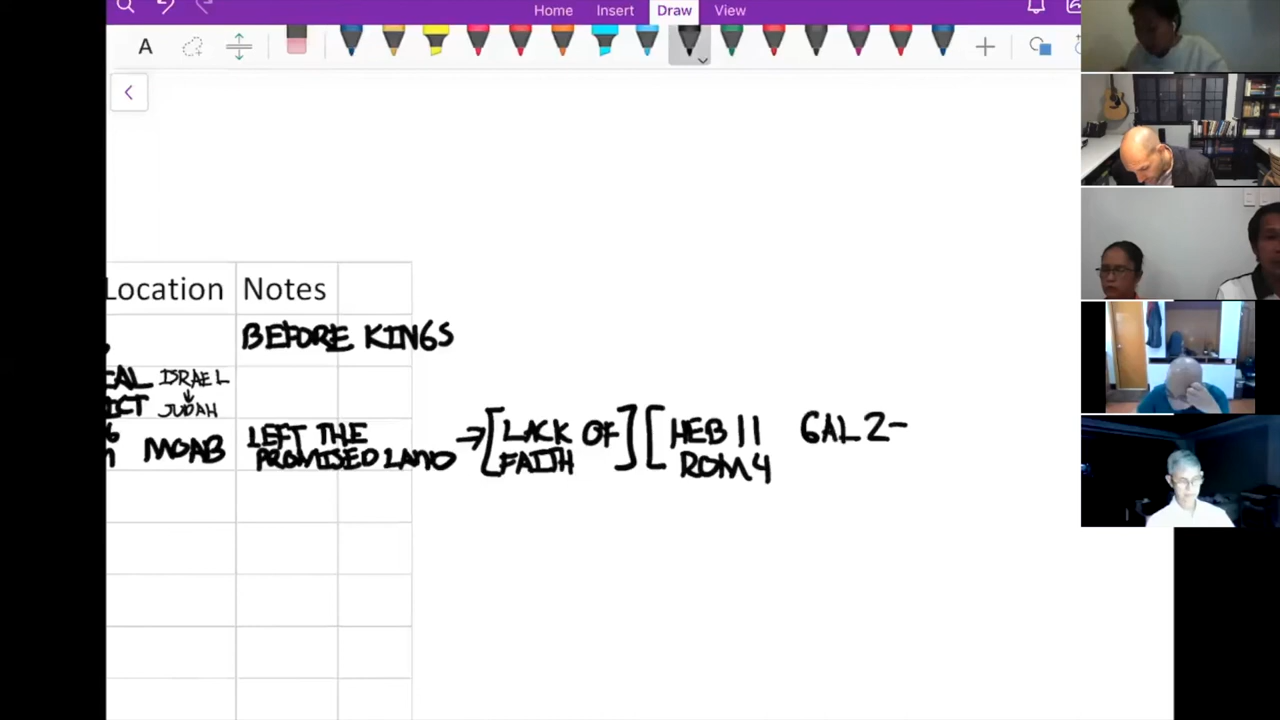 Home Insert Draw View
A
Location Notes
BEFORE KINGS
ISRAEL
JUDAH
MOAB
LEFT THE
PROMISED LAND
→ [LACK OF
FAITH]
[HEB 11 GAL 2-
ROM 4